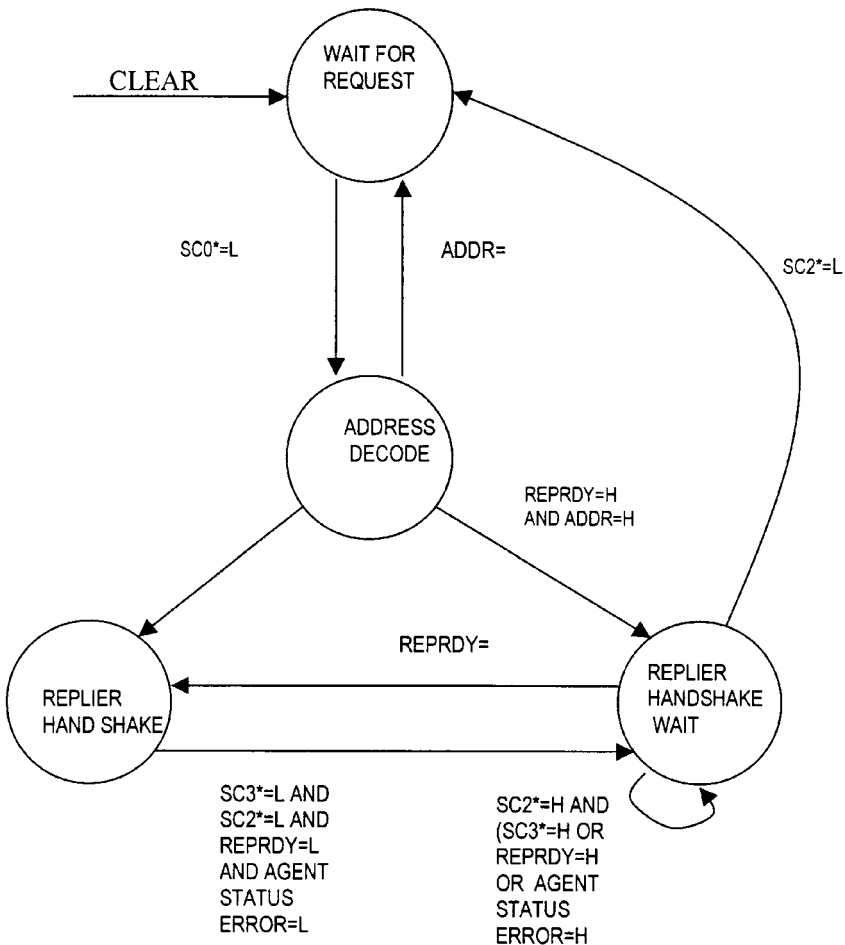 WAIT FOR
REQUEST
CLEAR
SC0*=L
ADDR=
SC2*=L
ADDRESS
DECODE
REPRDY=H
AND ADDR=H
REPRDY=
REPLIER
HAND SHAKE
REPLIER
HANDSHAKE
WAIT
SC3*=L AND
SC2*=L AND
REPRDY=L
AND AGENT
STATUS
ERROR=L
SC2*=H AND
(SC3*=H OR
REPRDY=H
OR AGENT
STATUS
ERROR=H